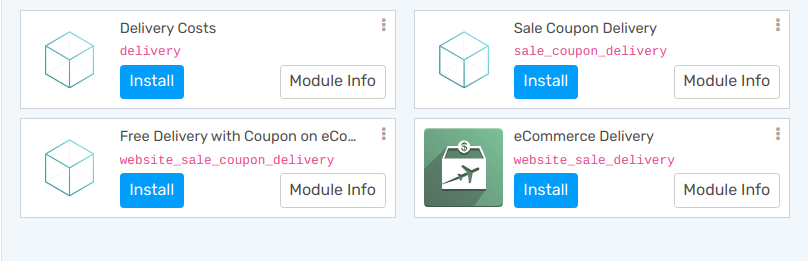 Delivery Costs
delivery
Install
Module Info
Sale Coupon Delivery
sale_coupon_delivery
Install
Module Info
Free Delivery with Coupon on eCo...
website_sale_coupon_delivery
Install
Module Info
$
eCommerce Delivery
website_sale_delivery
Install
Module Info